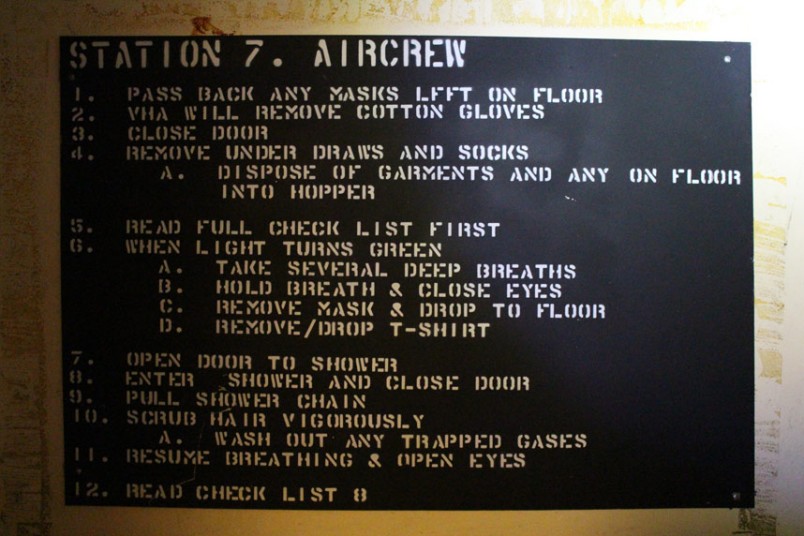 STATION 7. AIRCREW
1. PASS BACK ANY MASKS LFFT ON FLOOR
2. VHA WILL REMOVE COTTON GLOVES
3. CLOSE DOOR
4. REMOVE UNDER DRAWS AND SOCKS
A. DISPOSE OF GARMENTS AND ANY ON FLOOR
INTO HOPPER
5. READ FULL CHECK LIST FIRST
6. WHEN LIGHT TURNS GREEN
A. TAKE SEVERAL DEEP BREATHS
B. HOLD BREATH & CLOSE EYES
C. REMOVE MASK & DROP TO FLOOR
D. REMOVE/DROP T-SHIRT
7. OPEN DOOR TO SHOWER
8. ENTER SHOWER AND CLOSE DOOR
9. PULL SHOWER CHAIN
10. SCRUB HAIR VIGOROUSLY
A. WASH OUT ANY TRAPPED GASES
11. RESUME BREATHING & OPEN EYES
12. READ CHECK LIST 8